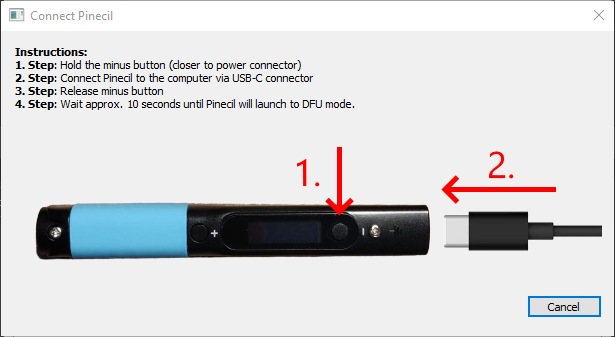 Connect Pinecil
Instructions:
1. Step: Hold the minus button (closer to power connector)
2. Step: Connect Pinecil to the computer via USB-C connector
3. Step: Release minus button
4. Step: Wait approx. 10 seconds until Pinecil will launch to DFU mode.
1.
2.
+ −
Cancel